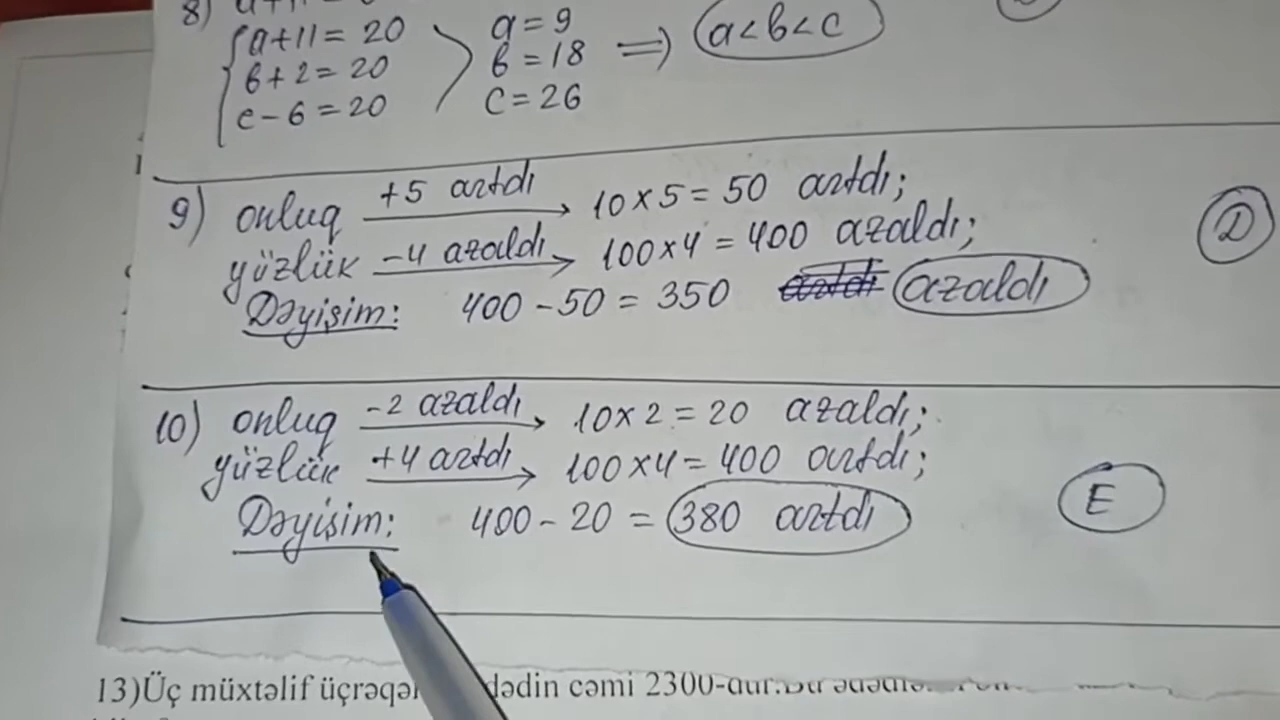 8)
{a+11=20
b+2=20
c-6=20
a=9
b=18
c=26
=> a<b<c
9) onluq +5 artdı → 10×5=50 artdı;
yüzlük -4 azaldı → 100×4=400 azaldı;
Dəyişim: 400-50=350 azaldı
D
10) onluq -2 azaldı → 10×2=20 azaldı;
yüzlük +4 artdı → 100×4=400 artdı;
Dəyişim: 400-20=380 artdı
E
13)Üç müxtəlif cəmi 2300-dür.